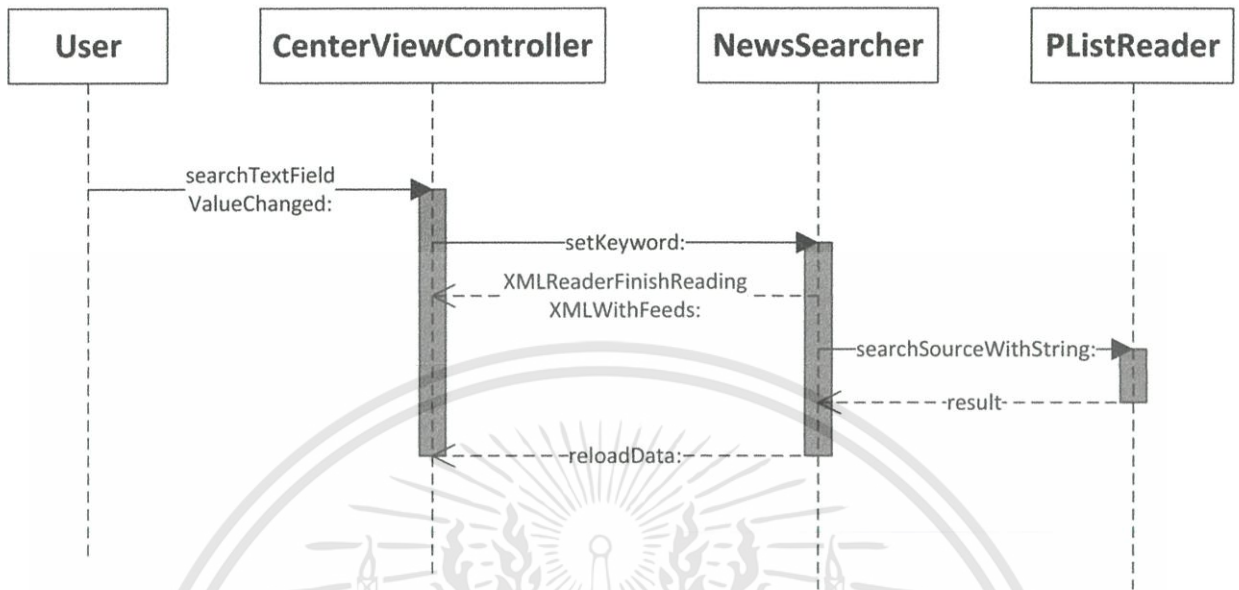 User
CenterViewController
NewsSearcher
PListReader
searchTextField
ValueChanged:
setKeyword:
XMLReaderFinishReading
XMLWithFeeds:
searchSourceWithString:
result
reloadData: